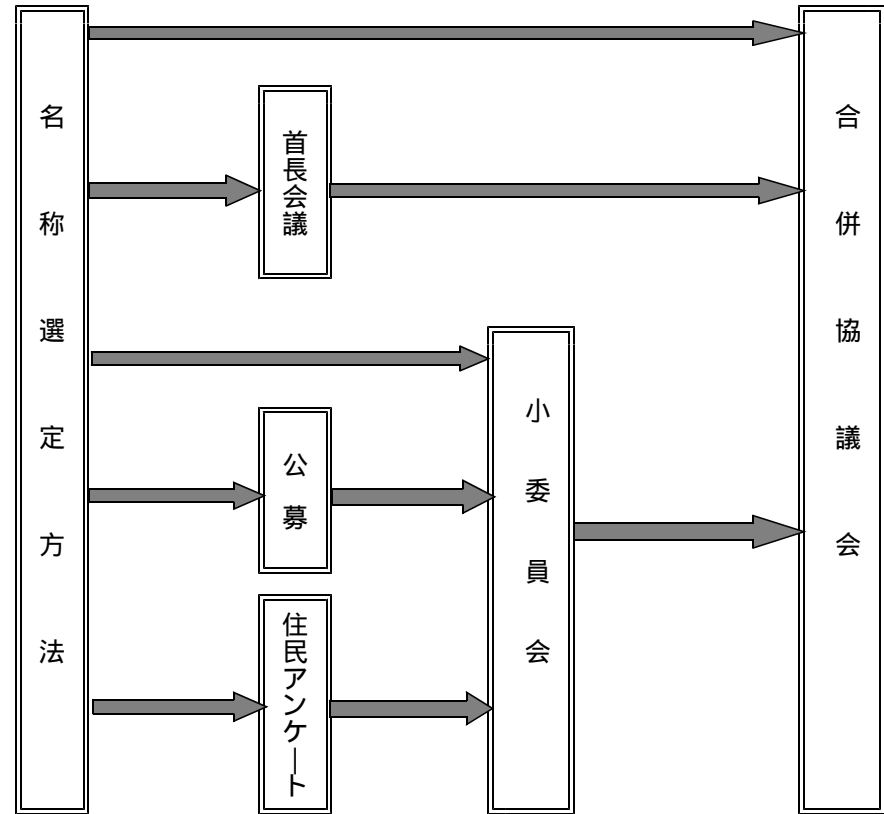 名称選定方法
首長会議
公募
住民アンケート
小委員会
合併協議会